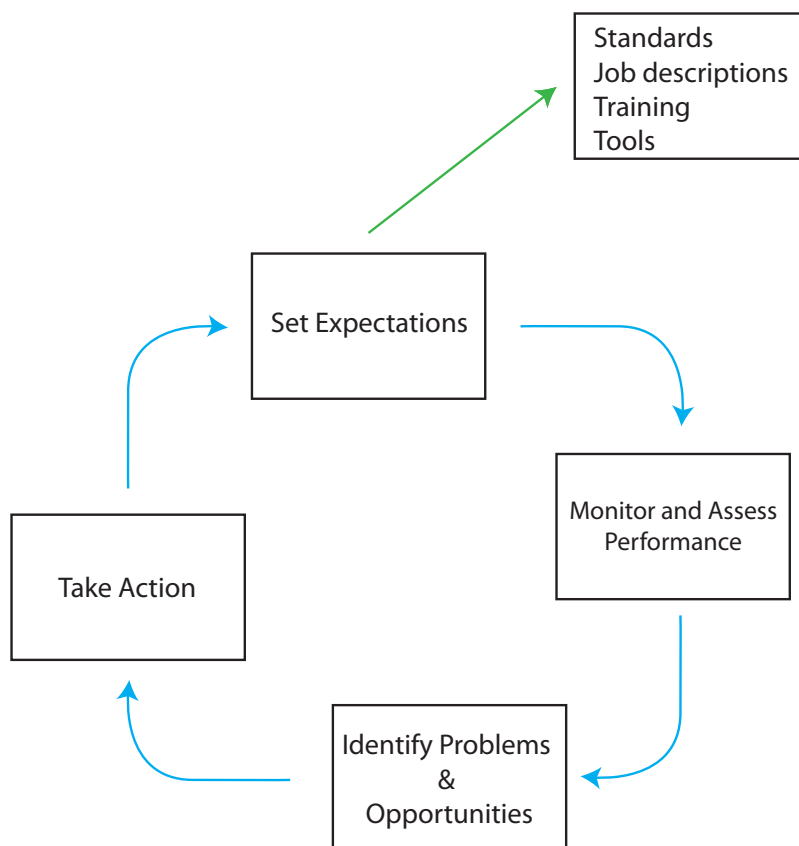 Standards
Job descriptions
Training
Tools
Set Expectations
Monitor and Assess
Performance
Identify Problems
&
Opportunities
Take Action